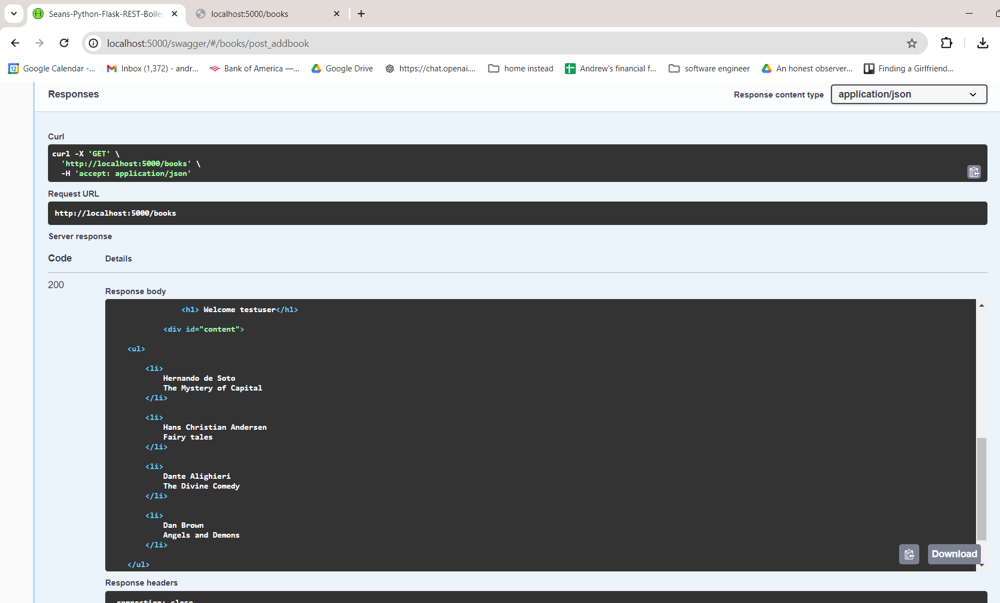 Seans-Python-Flask-REST-Boile
localhost:5000/books
localhost:5000/swagger/#/books/post_addbook
12 Google Calendar -...
Inbox (1,372) - andr...
Bank of America —...
Google Drive
https://chat.openai....
home instead
Andrew's financial f...
software engineer
An honest observer...
Finding a Girlfriend...
Responses
Response content type
application/json
Curl
curl -X 'GET' \
'http://localhost:5000/books' \
-H 'accept: application/json'
Request URL
http://localhost:5000/books
Server response
Code Details
200
Response body
<h1> Welcome testuser</h1>
<div id="content">
<ul>
<li>
Hernando de Soto
The Mystery of Capital
</li>
<li>
Hans Christian Andersen
Fairy tales
</li>
<li>
Dante Alighieri
The Divine Comedy
</li>
<li>
Dan Brown
Angels and Demons
</li>
</ul>
Download
Response headers
connection: close